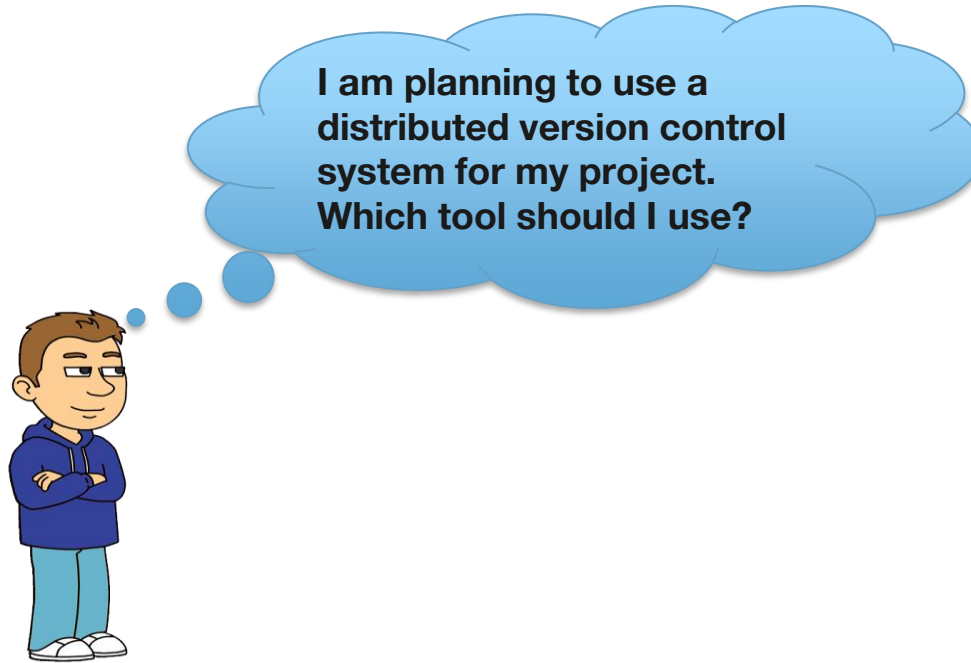 I am planning to use a
distributed version control
system for my project.
Which tool should I use?